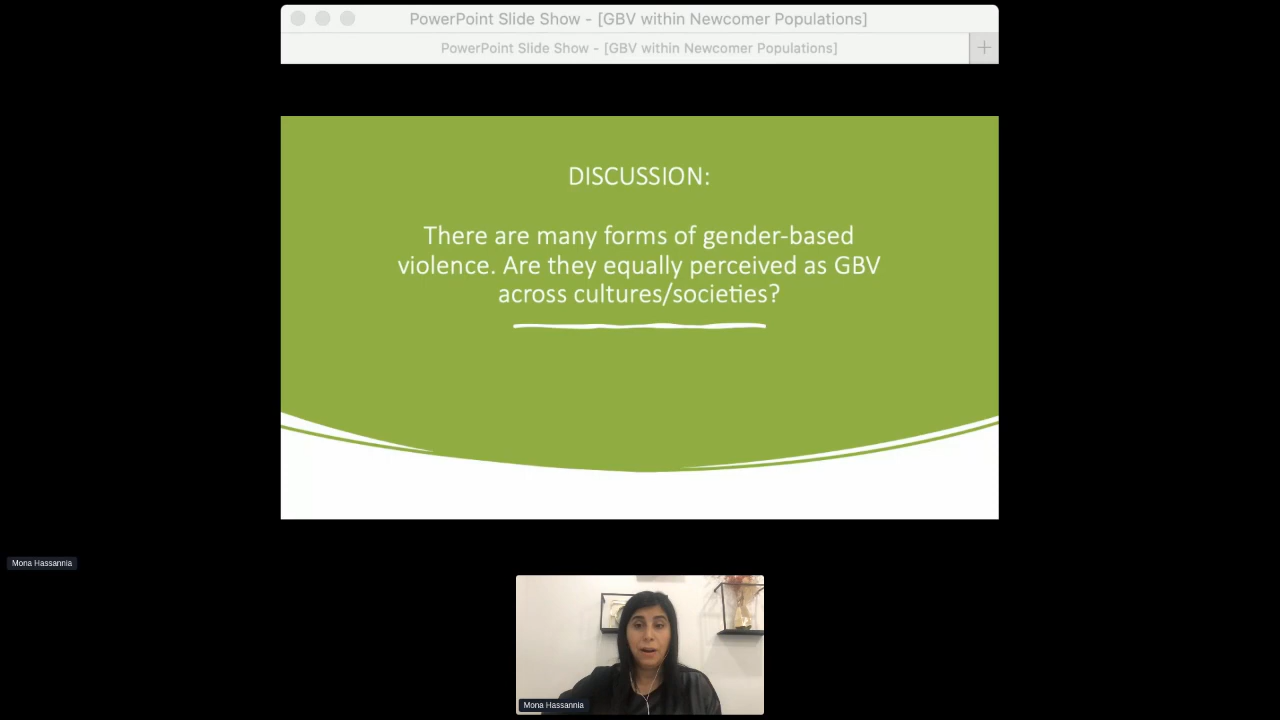 PowerPoint Slide Show - [GBV within Newcomer Populations]
PowerPoint Slide Show - [GBV within Newcomer Populations]
DISCUSSION:
There are many forms of gender-based
violence. Are they equally perceived as GBV
across cultures/societies?
Mona Hassannia
Mona Hassannia